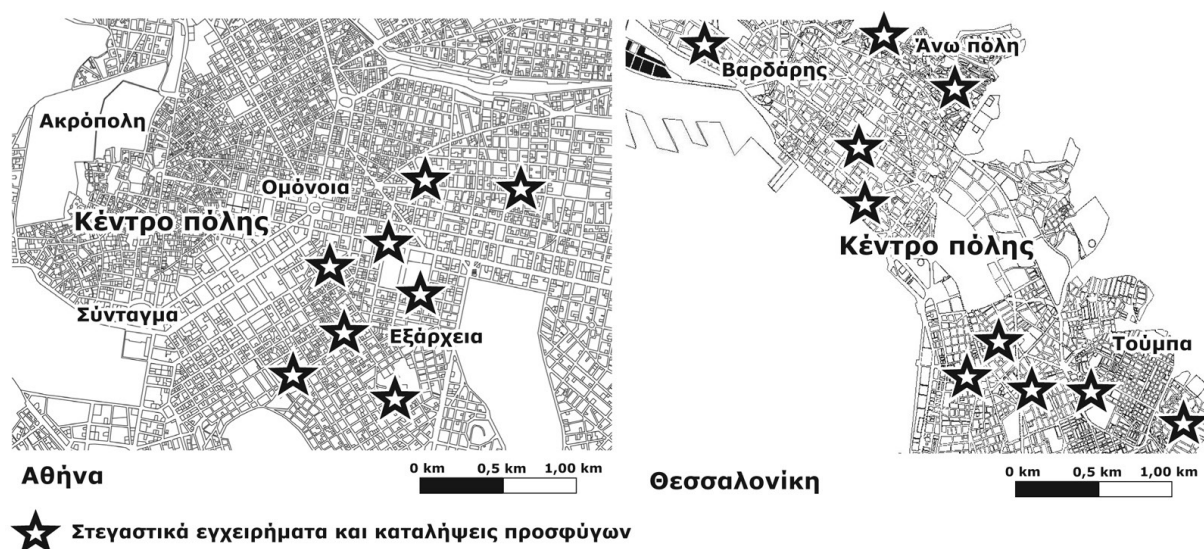 Ακρόπολη
Ομόνοια
Κέντρο πόλης
Σύνταγμα
Εξάρχεια
Αθήνα
0 km 0,5 km 1,00 km
Βαρδάρης
Άνω πόλη
Κέντρο πόλης
Τούμπα
Θεσσαλονίκη
0 km 0,5 km 1,00 km
Στεγαστικά εγχειρήματα και καταλήψεις προσφύγων